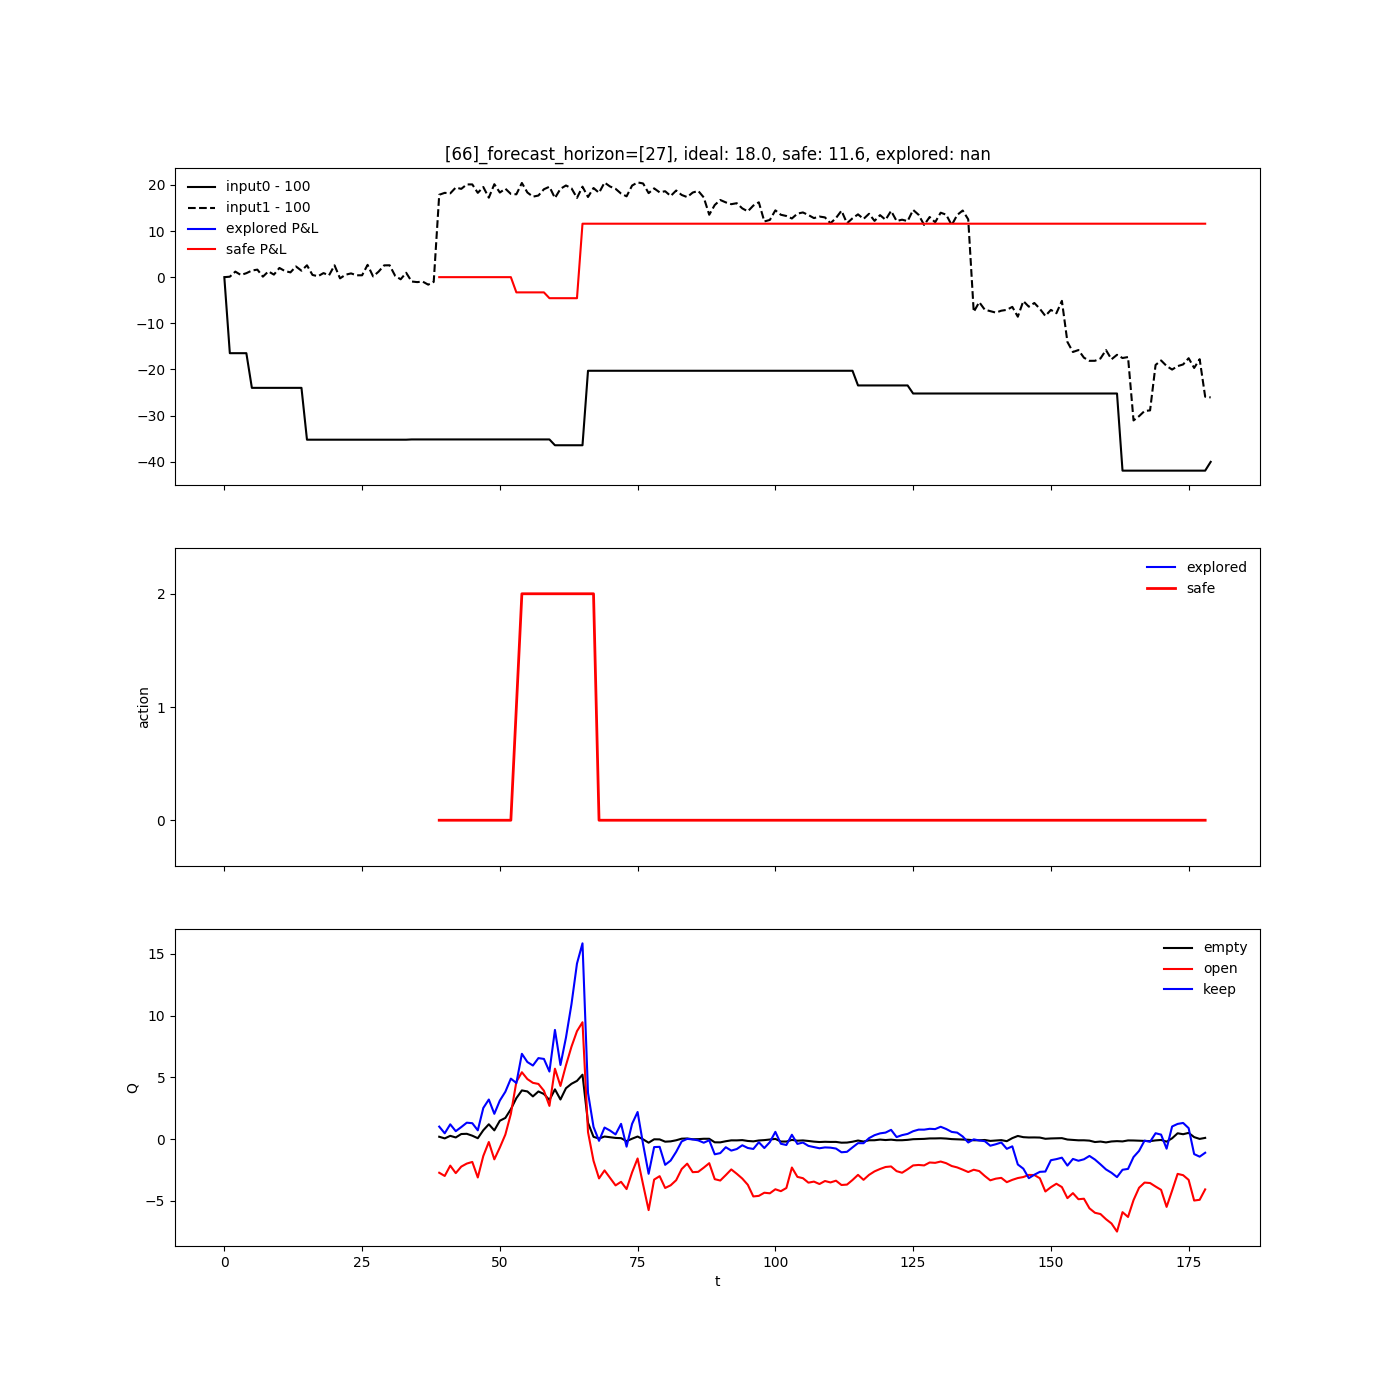 [66]_forecast_horizon=[27], ideal: 18.0, safe: 11.6, explored: nan
input0 - 100
input1 - 100
explored P&L
safe P&L
20
10
0
−10
−20
−30
−40
explored
safe
2
1
0
action
empty
open
keep
15
10
5
0
−5
Q
0 25 50 75 100 125 150 175
t